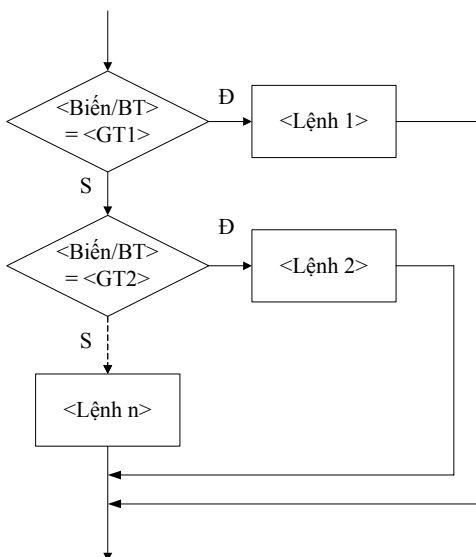 <Biến/BT>
= <GT1>
Đ
<Lệnh 1>
S
<Biến/BT>
= <GT2>
Đ
<Lệnh 2>
S
<Lệnh n>